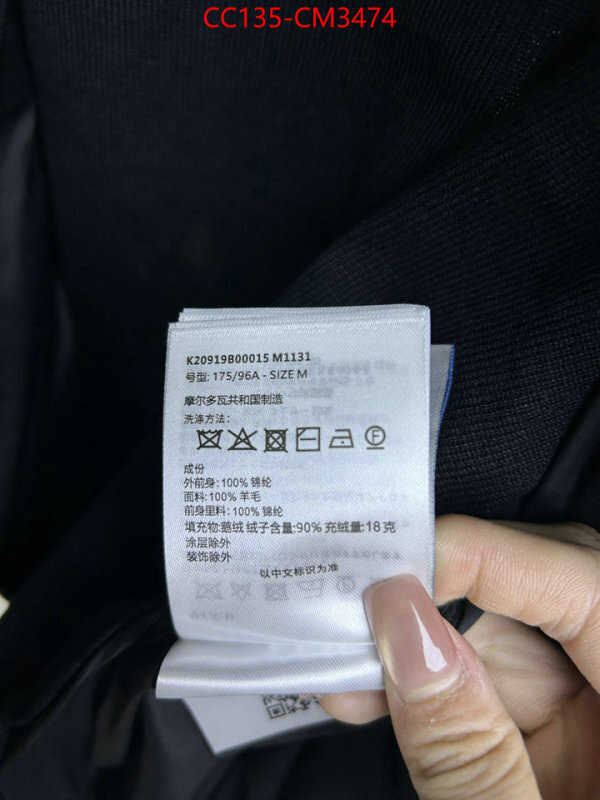 CC135-CM3474
K20919B00015 M1131
号型: 175/96A - SIZE M
摩尔多瓦共和国制造
洗涤方法:
成份
外前身: 100% 锦纶
面料: 100% 羊毛
前身里料: 100% 锦纶
填充物: 鹅绒 绒子含量: 90% 充绒量: 18 克
涂层除外
装饰除外
以中文标识为准